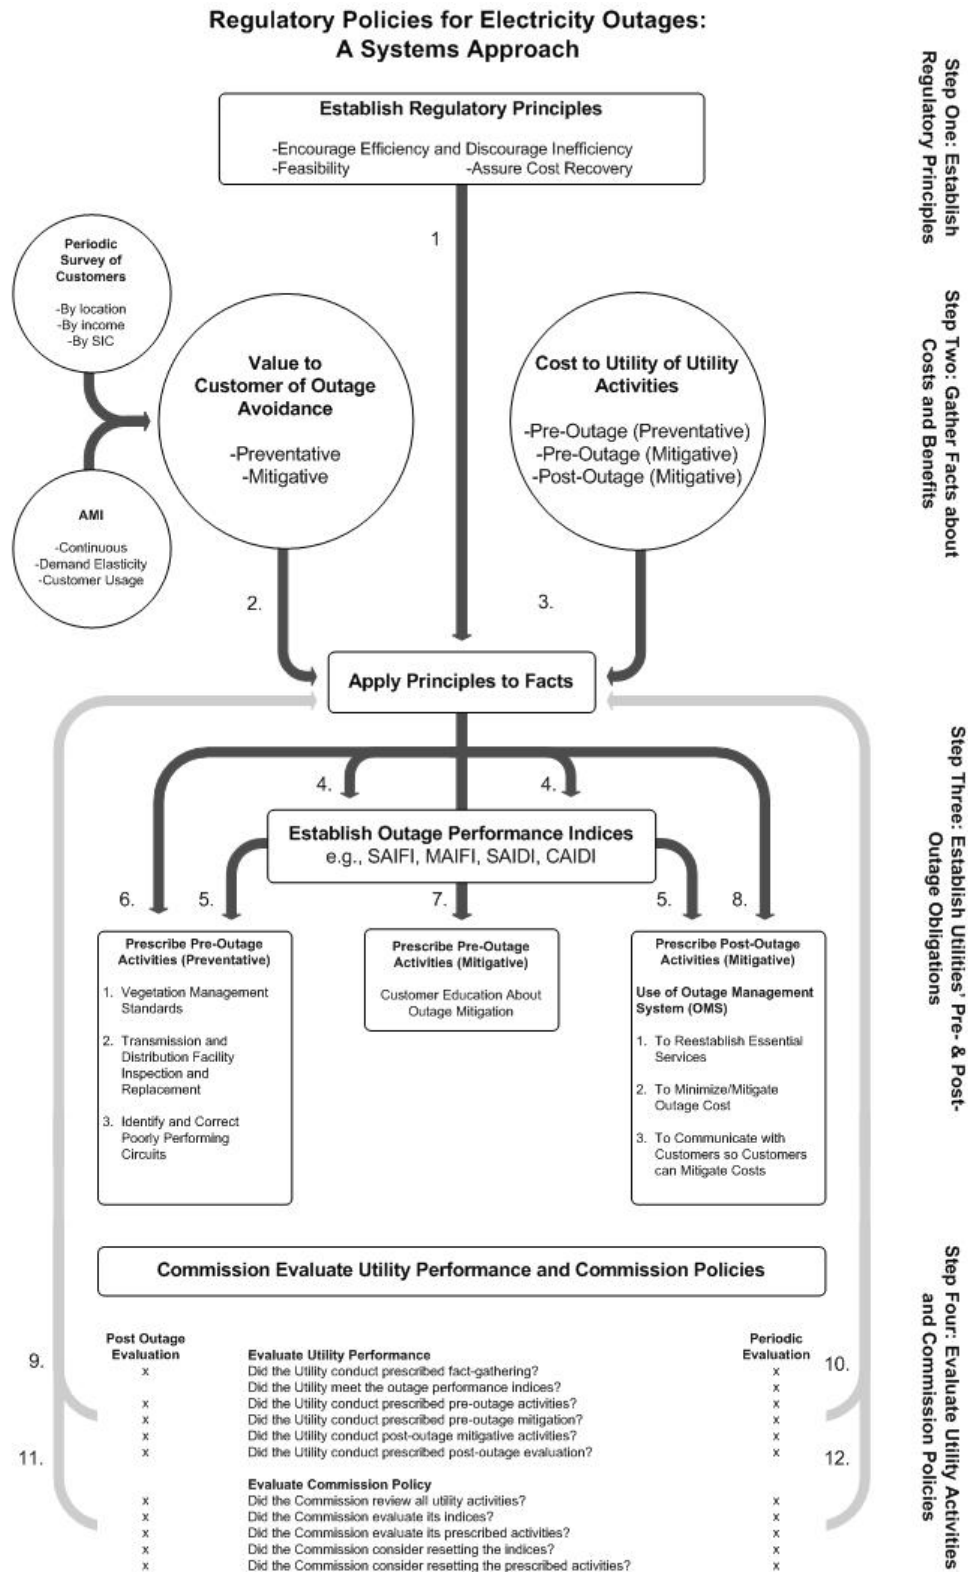 Regulatory Policies for Electricity Outages:
A Systems Approach
Step One: Establish
Regulatory Principles
Establish Regulatory Principles
-Encourage Efficiency and Discourage Inefficiency
-Feasibility -Assure Cost Recovery
1
Periodic
Survey of
Customers
-By location
-By income
-By SIC
Step Two: Gather Facts about
Costs and Benefits
Value to
Customer of Outage
Avoidance
-Preventative
-Mitigative
Cost to Utility of Utility
Activities
-Pre-Outage (Preventative)
-Pre-Outage (Mitigative)
-Post-Outage (Mitigative)
AMI
-Continuous
-Demand Elasticity
-Customer Usage
2.
3.
Apply Principles to Facts
Step Three: Establish Utilities' Pre- & Post-
Outage Obligations
4.
4.
Establish Outage Performance Indices
e.g., SAIFI, MAIFI, SAIDI, CAIDI
6.
5.
7.
5.
8.
Prescribe Pre-Outage
Activities (Preventative)
1. Vegetation Management
Standards
2. Transmission and
Distribution Facility
Inspection and
Replacement
3. Identify and Correct
Poorly Performing
Circuits
Prescribe Pre-Outage
Activities (Mitigative)
Customer Education About
Outage Mitigation
Prescribe Post-Outage
Activities (Mitigative)
Use of Outage Management
System (OMS)
1. To Reestablish Essential
Services
2. To Minimize/Mitigate
Outage Cost
3. To Communicate with
Customers so Customers
can Mitigate Costs
Step Four: Evaluate Utility Activities
and Commission Policies
Commission Evaluate Utility Performance and Commission Policies
Post Outage
Evaluation
Periodic
Evaluation
9.
10.
Evaluate Utility Performance
x Did the Utility conduct prescribed fact-gathering? x
Did the Utility meet the outage performance indices? x
x Did the Utility conduct prescribed pre-outage activities? x
x Did the Utility conduct prescribed pre-outage mitigation? x
x Did the Utility conduct post-outage mitigative activities? x
x Did the Utility conduct prescribed post-outage evaluation? x
11.
12.
Evaluate Commission Policy
x Did the Commission review all utility activities? x
x Did the Commission evaluate its indices? x
x Did the Commission evaluate its prescribed activities? x
x Did the Commission consider resetting the indices? x
x Did the Commission consider resetting the prescribed activities? x